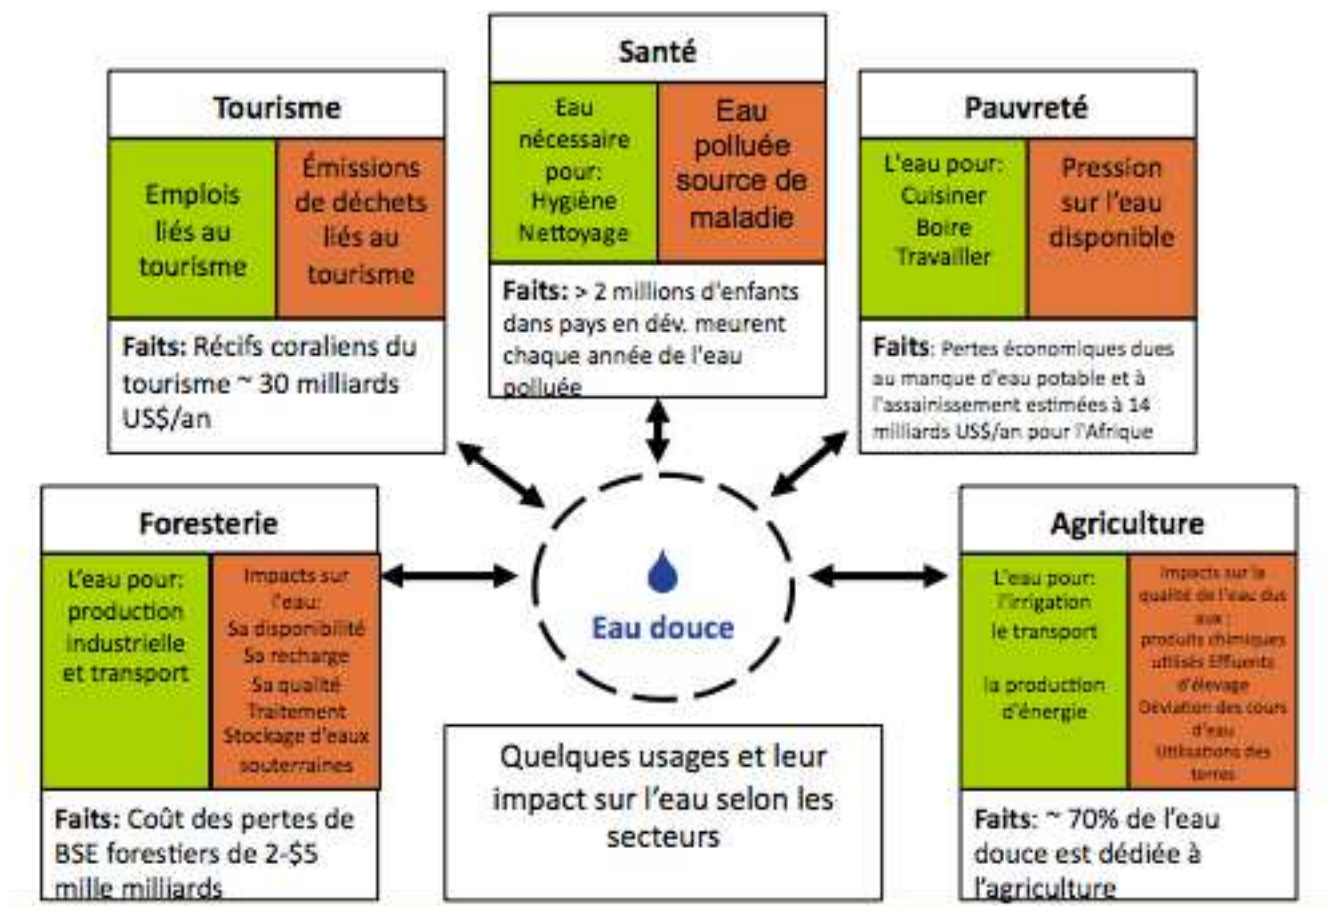 Santé
Eau
nécessaire
pour:
Hygiène
Nettoyage
Eau
polluée
source de
maladie
Faits: > 2 millions d'enfants
dans pays en dév. meurent
chaque année de l'eau
polluée
Tourisme
Emplois
liés au
tourisme
Émissions
de déchets
liés au
tourisme
Faits: Récifs coraliens du
tourisme ~ 30 milliards
US$/an
Pauvreté
L'eau pour:
Cuisiner
Boire
Travailler
Pression
sur l'eau
disponible
Faits: Pertes économiques dues
au manque d'eau potable et à
l'assainissement estimées à 14
milliards US$/an pour l'Afrique
Foresterie
L'eau pour:
production
industrielle
et transport
Impacts sur
l'eau:
Sa disponibilité
Sa recharge
Sa qualité
Traitement
Stockage d'eaux
souterraines
Faits: Coût des pertes de
BSE forestiers de 2-$5
mille milliards
Eau douce
Agriculture
L'eau pour:
l'irrigation
le transport
la production
d'énergie
Impacts sur la
qualité de l'eau dus
aux :
produits chimiques
utilisés Effluents
d'élevage
Déviation des cours
d'eau
Utilisations des
terres
Faits: ~ 70% de l'eau
douce est dédiée à
l'agriculture
Quelques usages et leur
impact sur l'eau selon les
secteurs